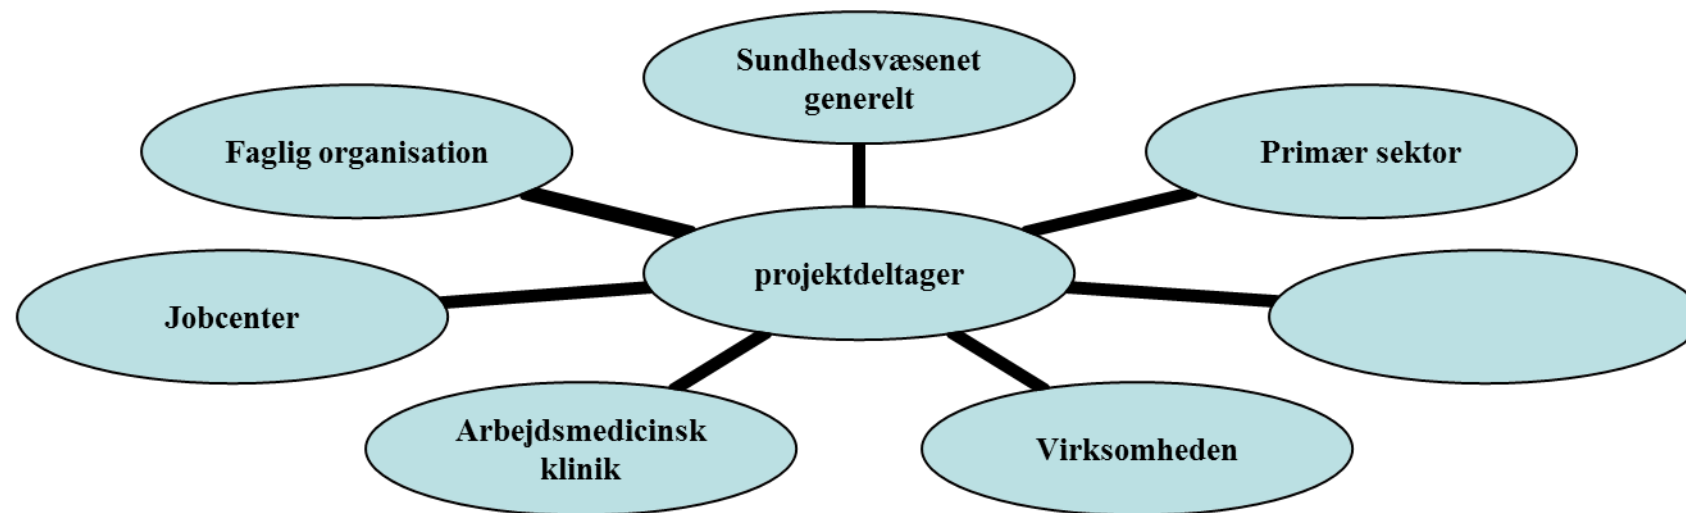 Sundhedsvæsenet
generelt
Faglig organisation
Primær sektor
projektdeltager
Jobcenter
Arbejdsmedicinsk
klinik
Virksomheden